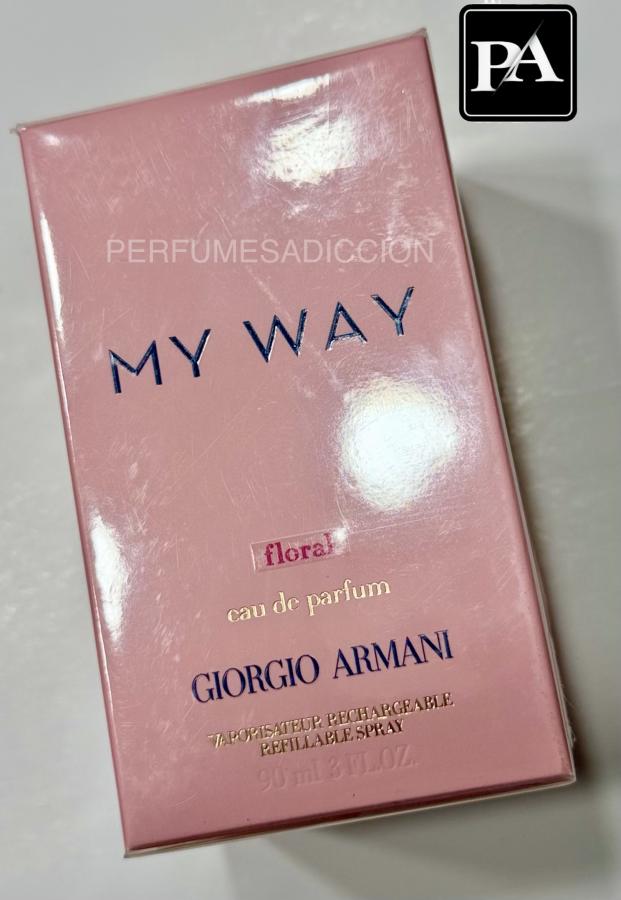 PA
PERFUMESADICCION
MY WAY
floral
eau de parfum
GIORGIO ARMANI
VAPORISATEUR RECHARGEABLE
REFILLABLE SPRAY
90 ml 3 FL.OZ.